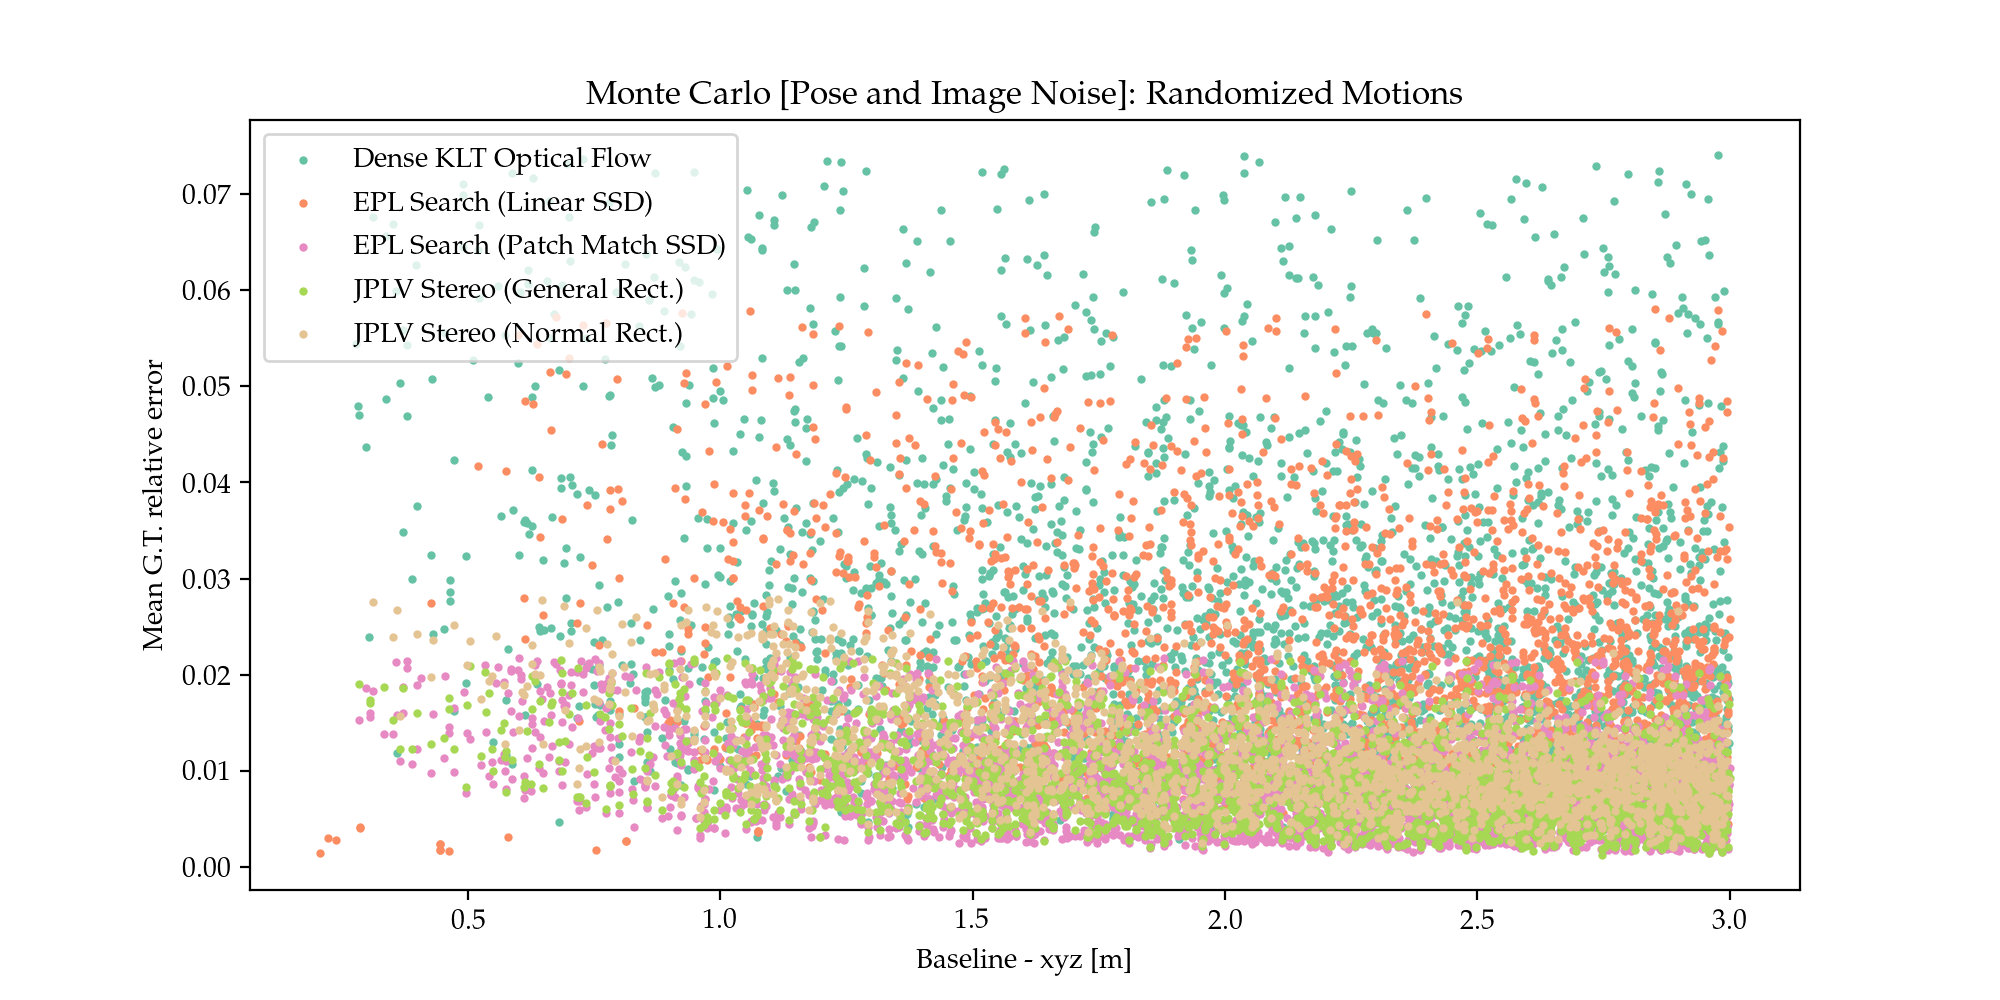 Monte Carlo [Pose and Image Noise]: Randomized Motions
Dense KLT Optical Flow
EPL Search (Linear SSD)
EPL Search (Patch Match SSD)
JPLV Stereo (General Rect.)
JPLV Stereo (Normal Rect.)
Mean G.T. relative error
0.07
0.06
0.05
0.04
0.03
0.02
0.01
0.00
0.5 1.0 1.5 2.0 2.5 3.0
Baseline - xyz [m]